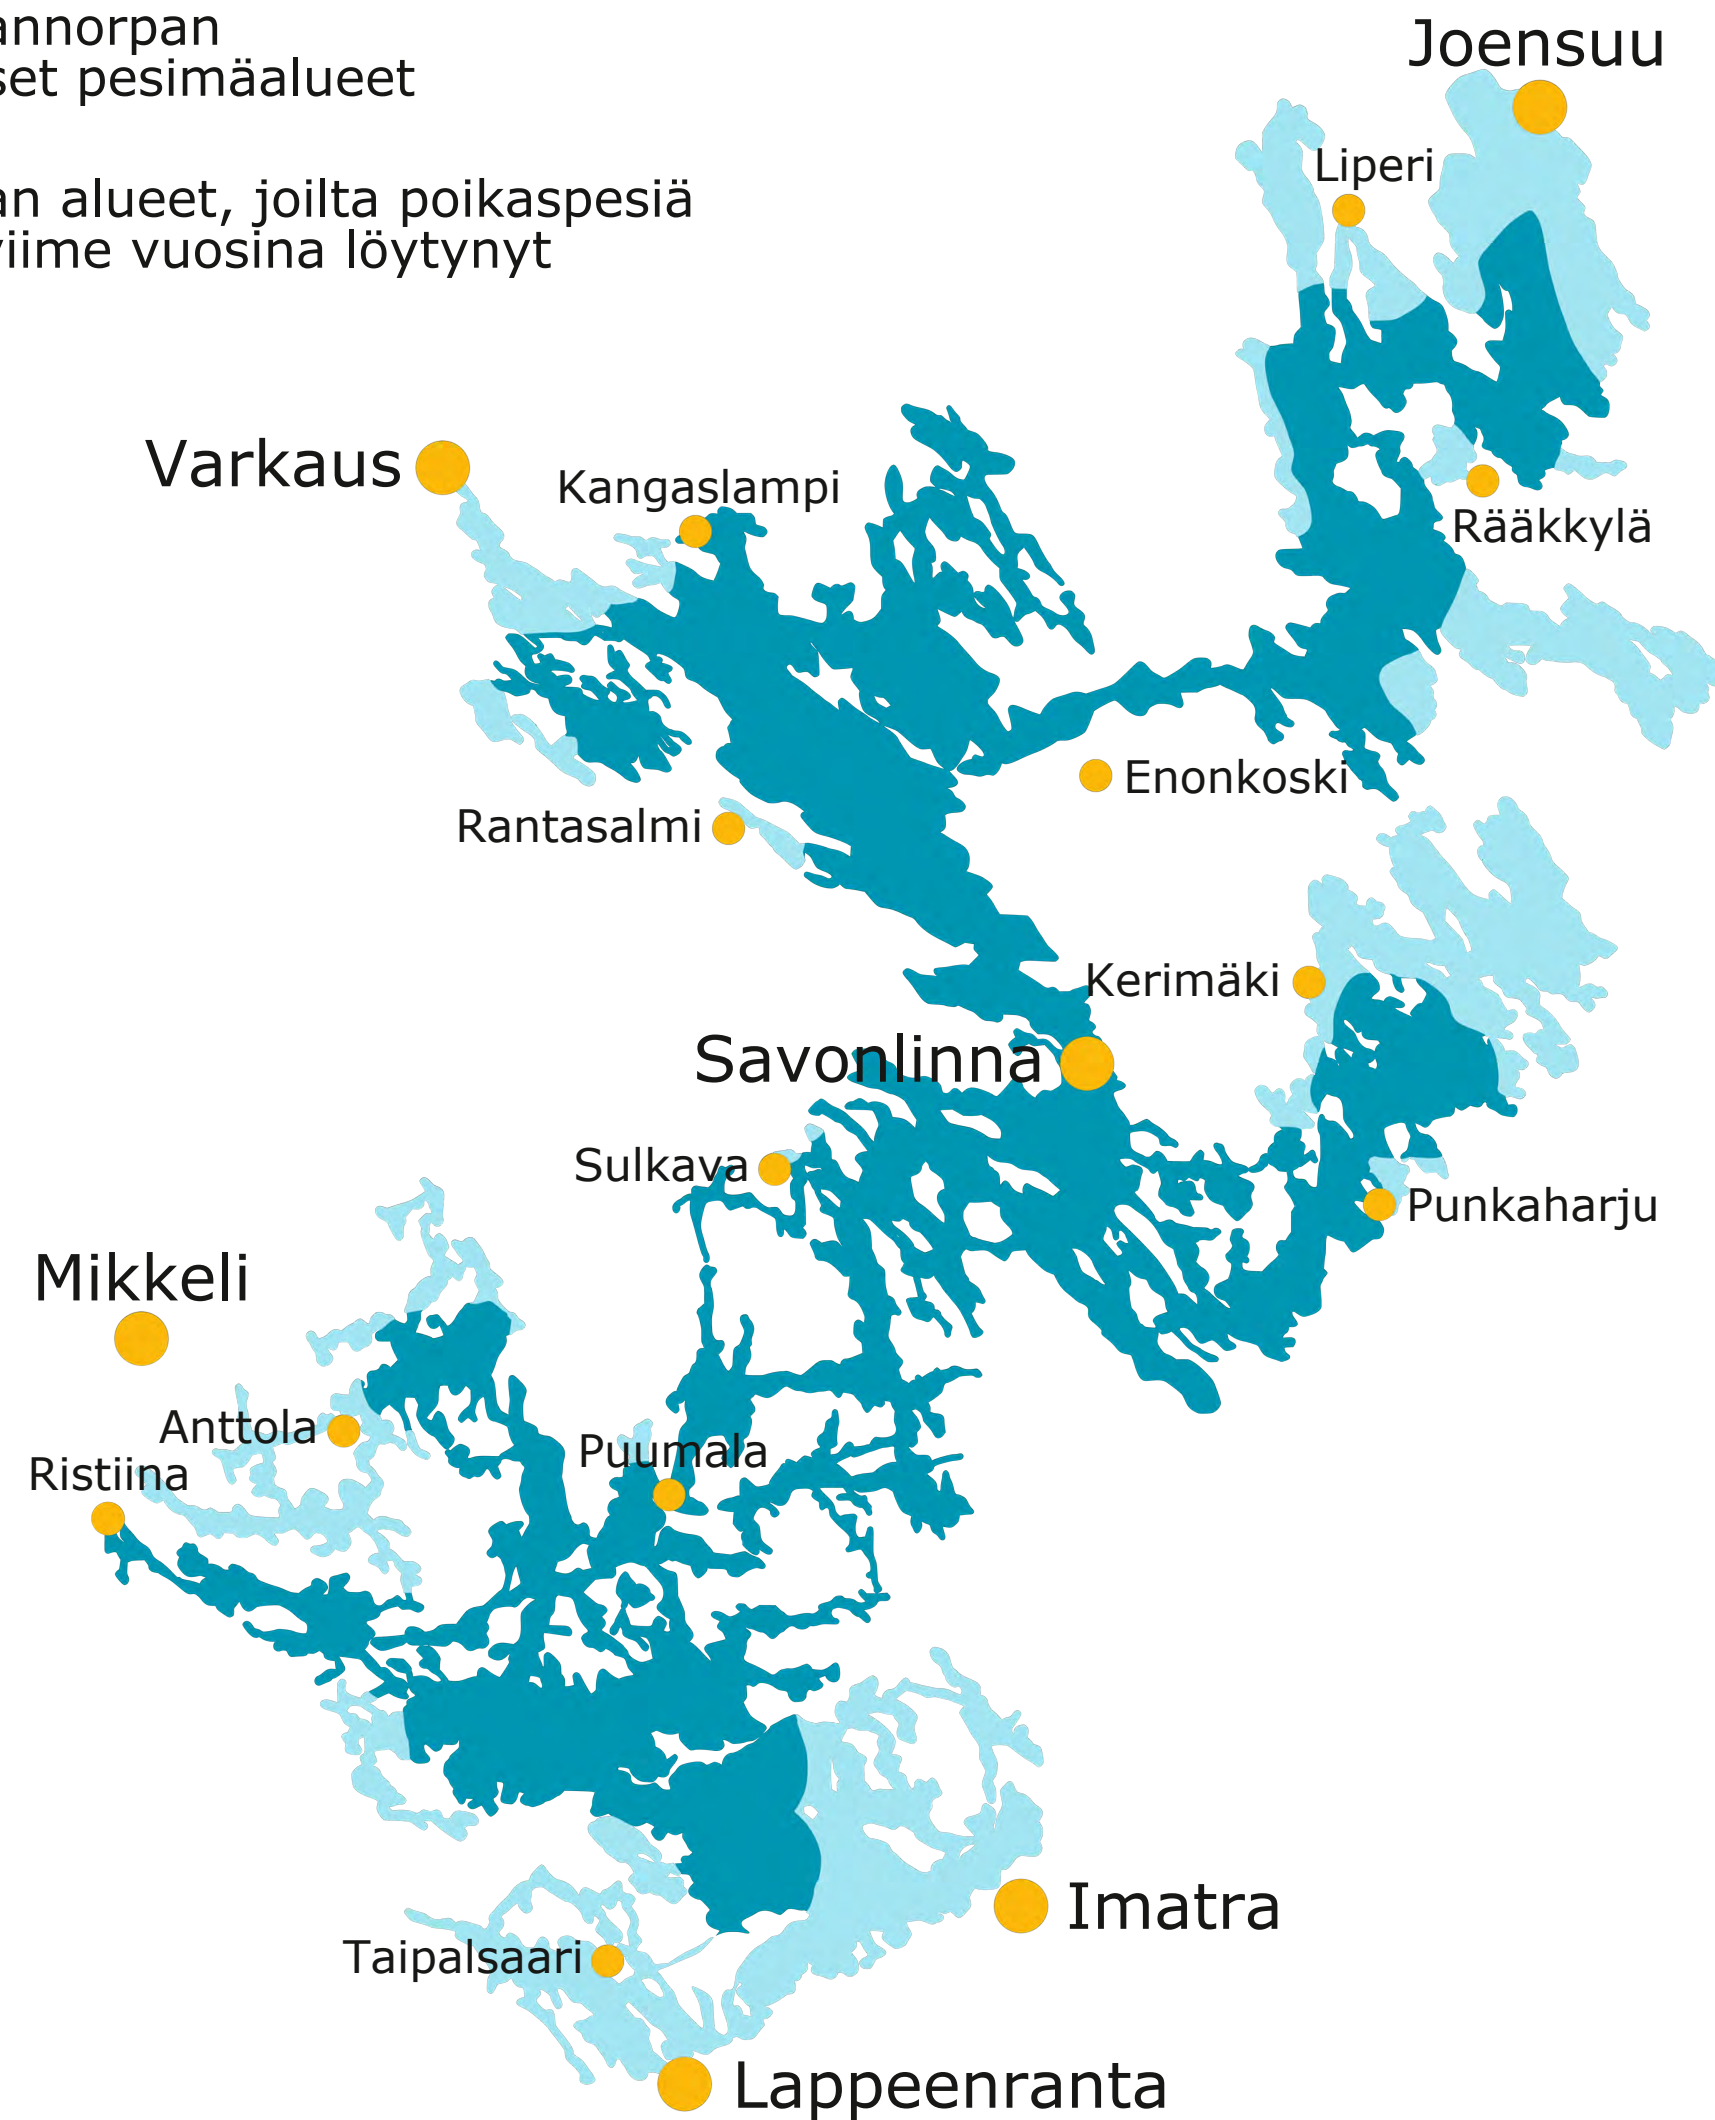 annorpan
set pesimäalueet
an alueet, joilta poikaspesiä
viime vuosina löytynyt
Joensuu
Liperi
Varkaus
Kangaslampi
Rääkkylä
Enonkoski
Rantasalmi
Kerimäki
Savonlinna
Sulkava
Punkaharju
Mikkeli
Anttola
Puumala
Ristiina
Imatra
Taipalsaari
Lappeenranta